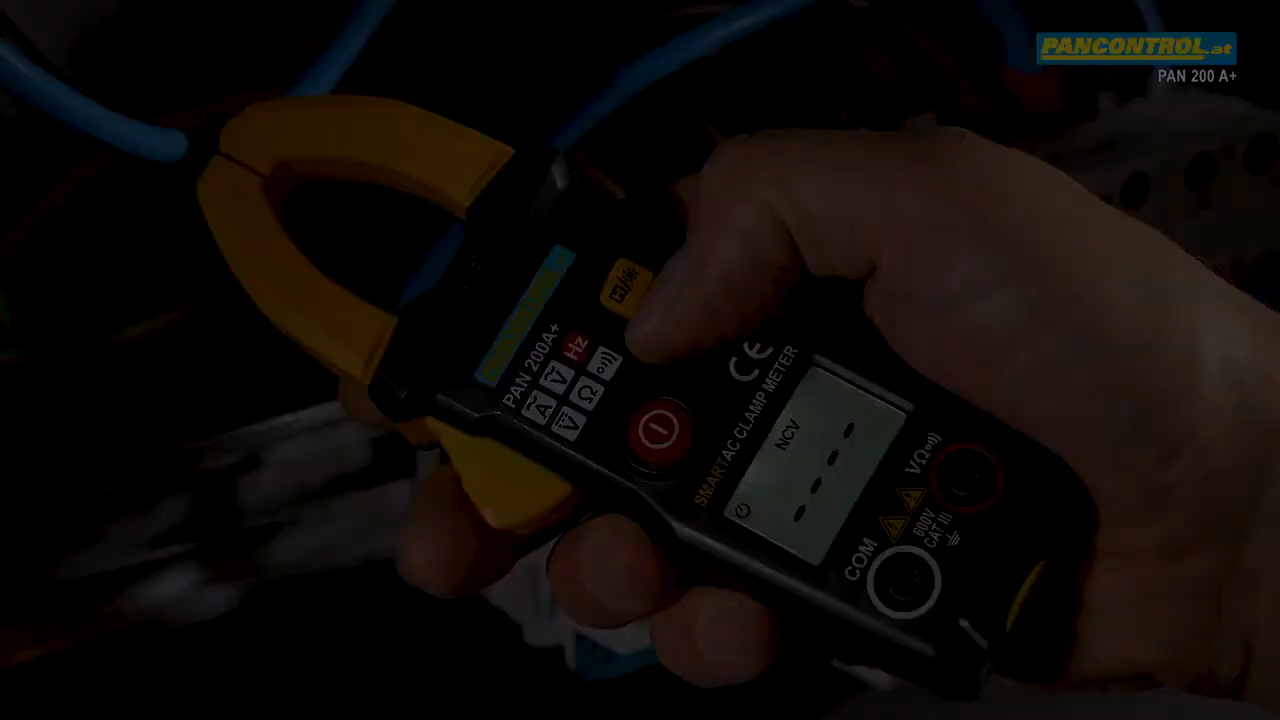 PANCONTROL.at
PAN 200 A+
PAN 200A+
Hz
A V
V Ω
H/☀
CE
SMART AC CLAMP METER
NCV
----
VΩ
600V
CAT III
COM